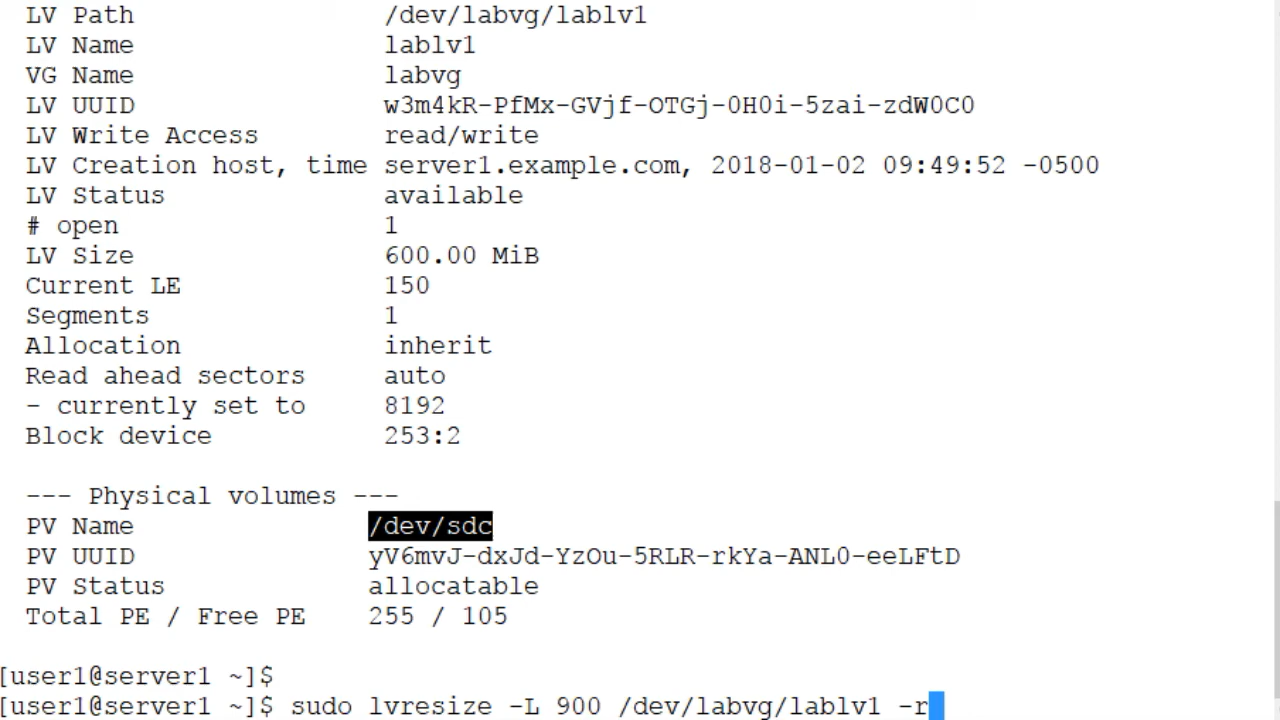 LV Path /dev/labvg/lablv1
LV Name lablv1
VG Name labvg
LV UUID w3m4kR-PfMx-GVjf-OTGj-0H0i-5zai-zdW0C0
LV Write Access read/write
LV Creation host, time server1.example.com, 2018-01-02 09:49:52 -0500
LV Status available
# open 1
LV Size 600.00 MiB
Current LE 150
Segments 1
Allocation inherit
Read ahead sectors auto
- currently set to 8192
Block device 253:2
--- Physical volumes ---
PV Name /dev/sdc
PV UUID yV6mvJ-dxJd-YzOu-5RLR-rkYa-ANL0-eeLFtD
PV Status allocatable
Total PE / Free PE 255 / 105
[user1@server1 ~]$
[user1@server1 ~]$ sudo lvresize -L 900 /dev/labvg/lablv1 -r